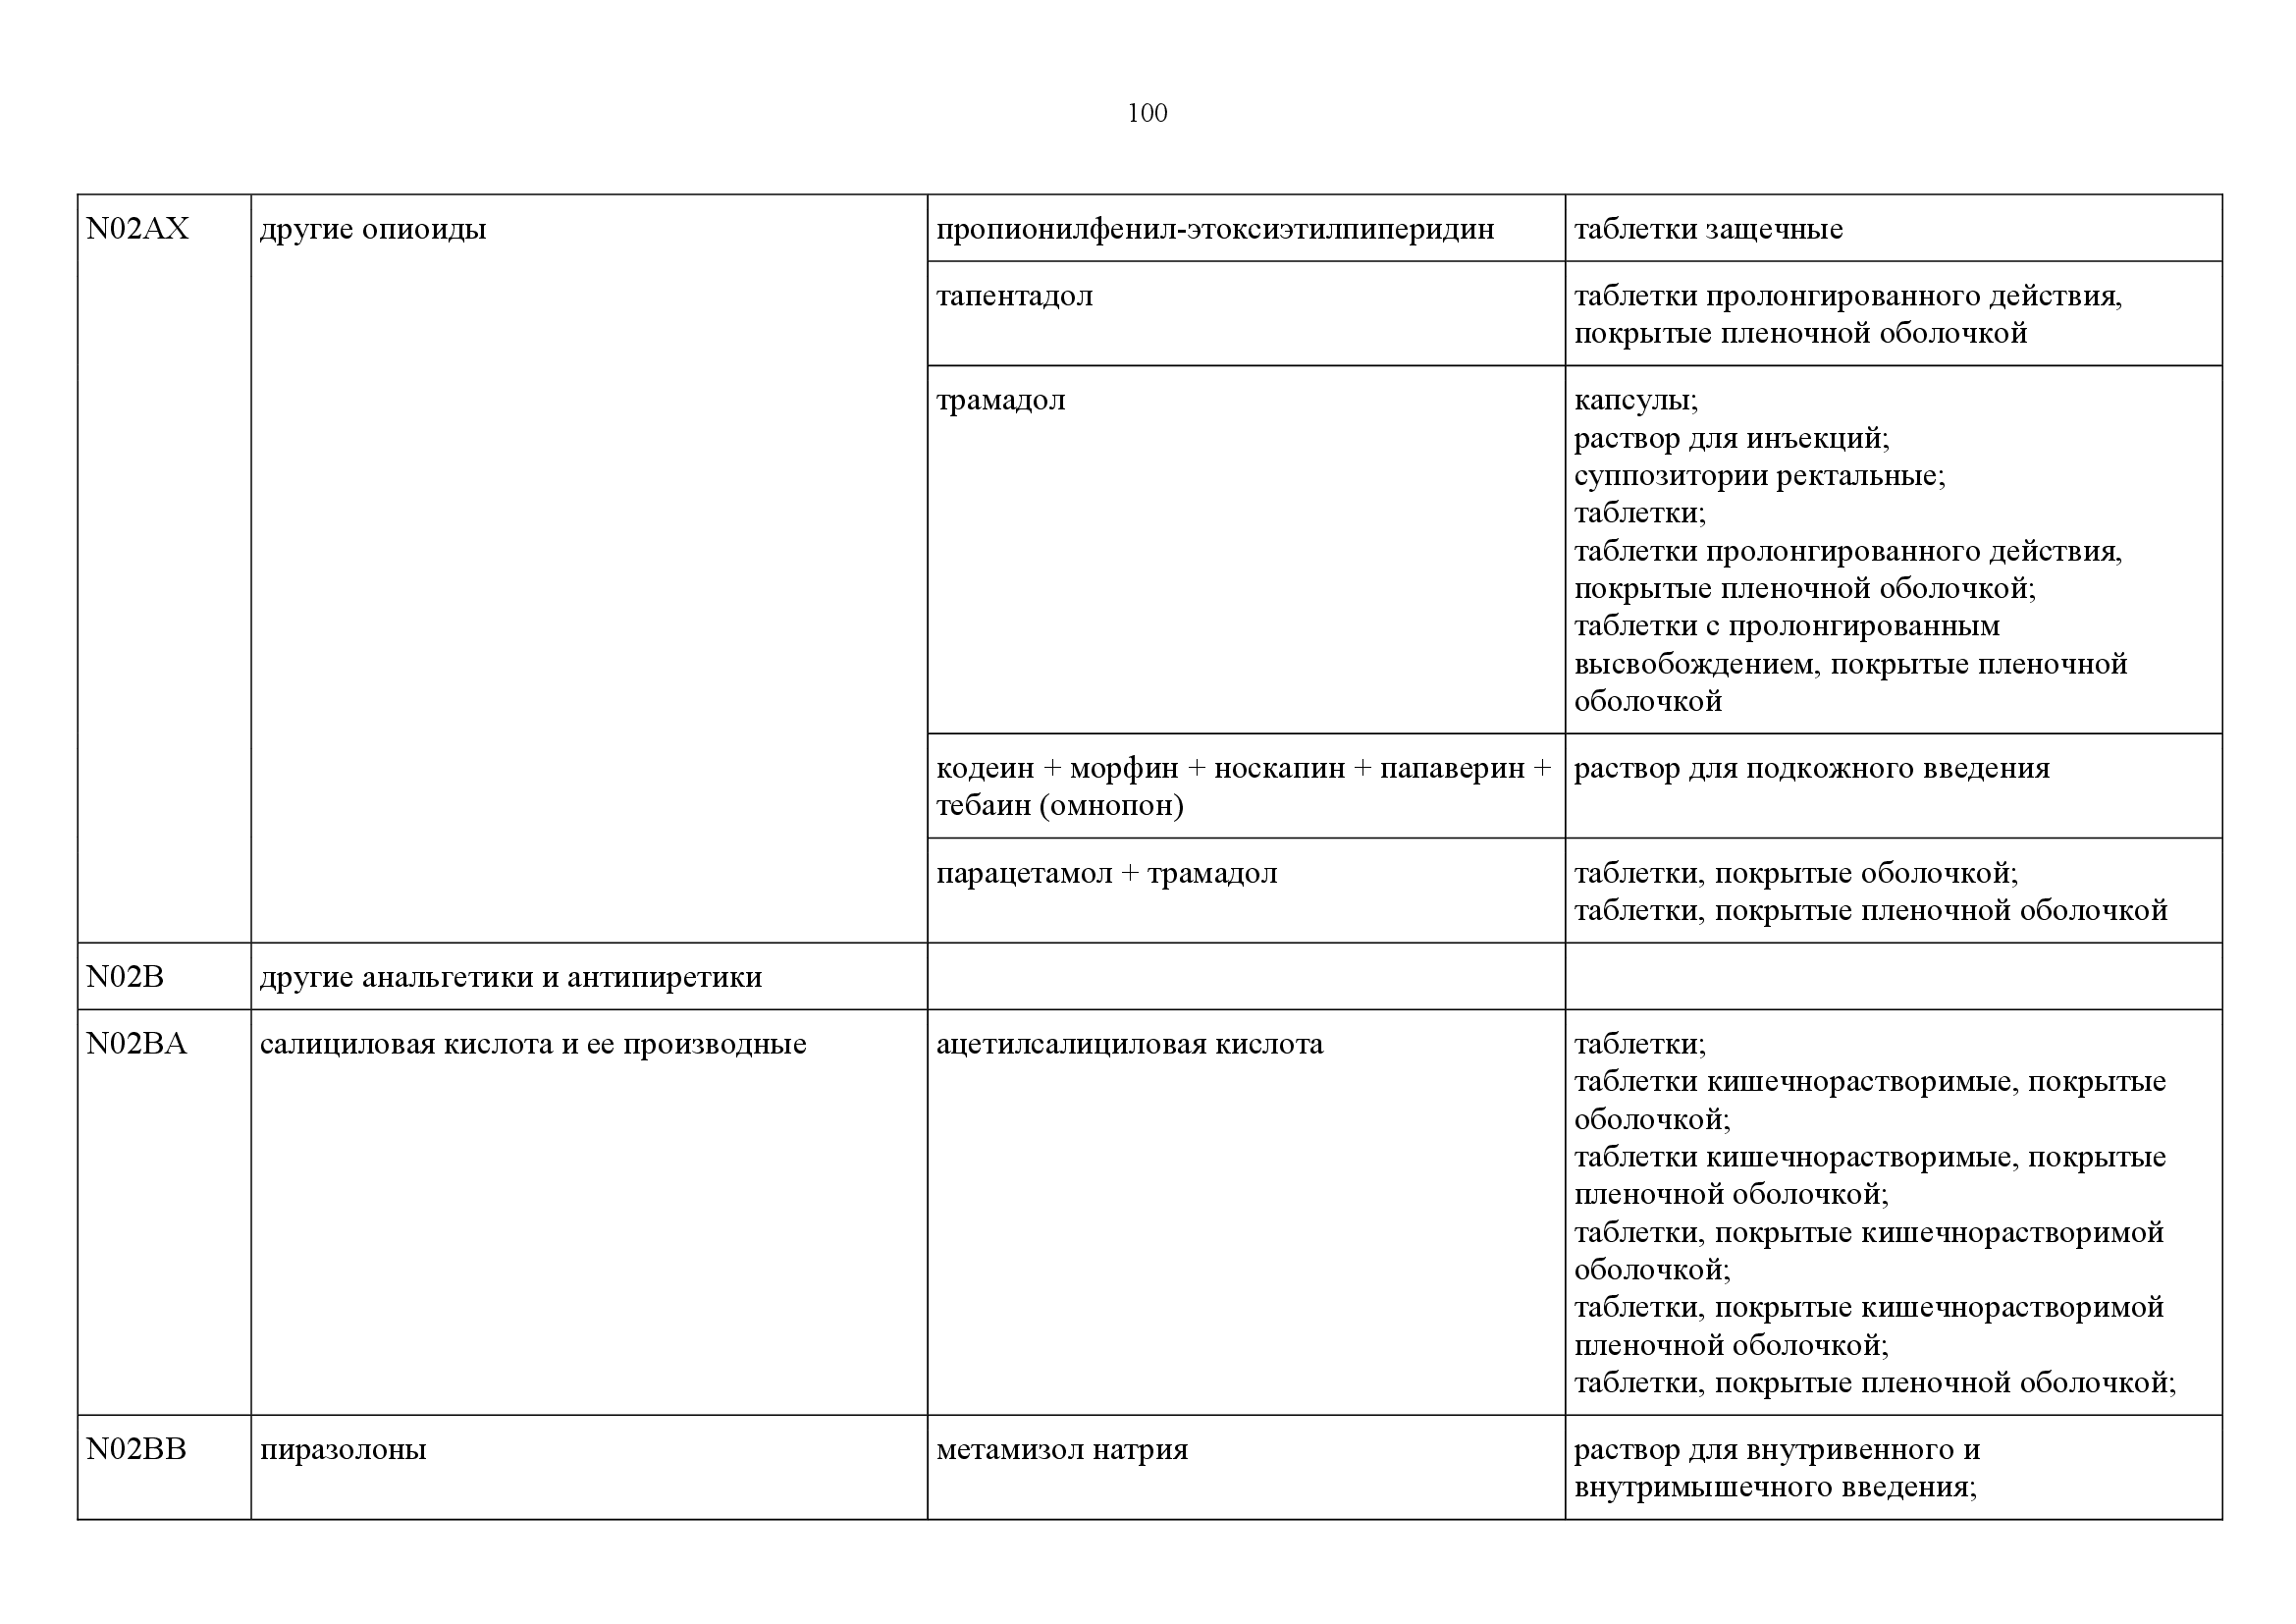 100
N02AX
другие опиоиды
пропионилфенил-этоксиэтилпиперидин
таблетки защечные
тапентадол
таблетки пролонгированного действия,
покрытые пленочной оболочкой
трамадол
капсулы;
раствор для инъекций;
суппозитории ректальные;
таблетки;
таблетки пролонгированного действия,
покрытые пленочной оболочкой;
таблетки с пролонгированным
высвобождением, покрытые пленочной
оболочкой
кодеин + морфин + носкапин + папаверин +
тебаин (омнопон)
раствор для подкожного введения
парацетамол + трамадол
таблетки, покрытые оболочкой;
таблетки, покрытые пленочной оболочкой
N02B
другие анальгетики и антипиретики
N02BA
салициловая кислота и ее производные
ацетилсалициловая кислота
таблетки;
таблетки кишечнорастворимые, покрытые
оболочкой;
таблетки кишечнорастворимые, покрытые
пленочной оболочкой;
таблетки, покрытые кишечнорастворимой
оболочкой;
таблетки, покрытые кишечнорастворимой
пленочной оболочкой;
таблетки, покрытые пленочной оболочкой;
N02BB
пиразолоны
метамизол натрия
раствор для внутривенного и
внутримышечного введения;